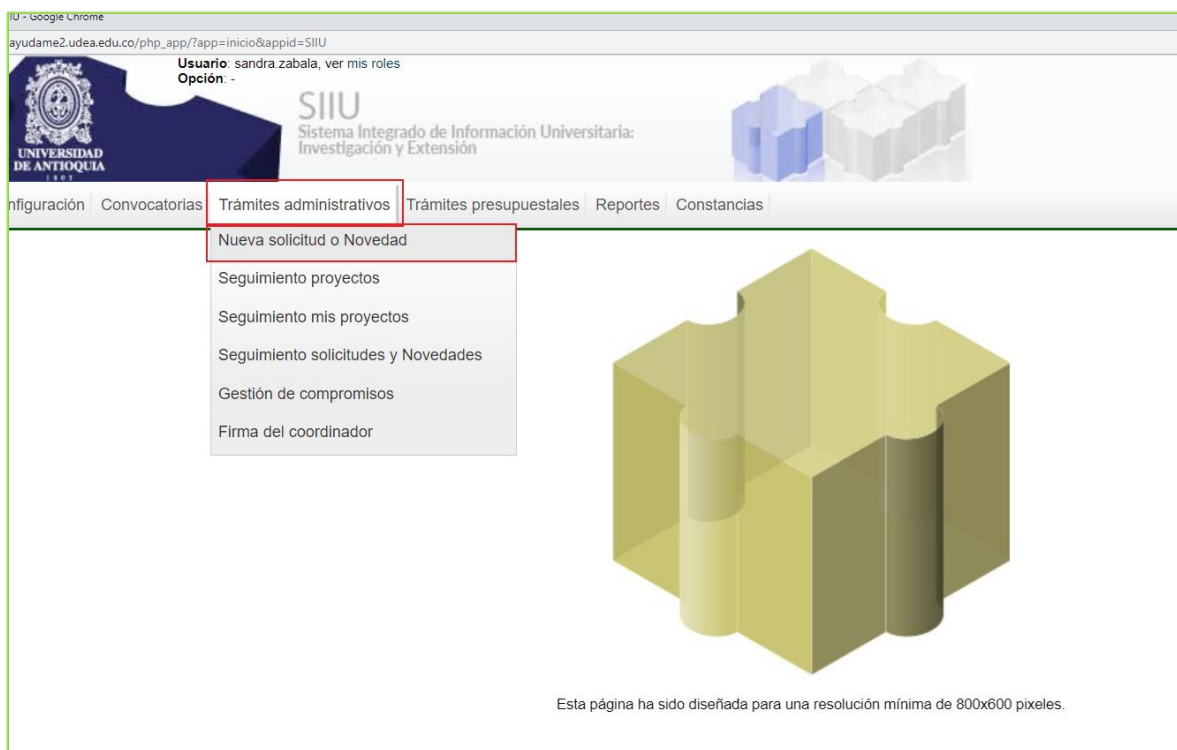 IU - Google Chrome
ayudame2.udea.edu.co/php_app/?app=inicio&appid=SIIU
Usuario: sandra.zabala, ver mis roles
Opción: -
SIIU
Sistema Integrado de Información Universitaria:
Investigación y Extensión
UNIVERSIDAD
DE ANTIOQUIA
1803
nfiguración Convocatorias Trámites administrativos Trámites presupuestales Reportes Constancias
Nueva solicitud o Novedad
Seguimiento proyectos
Seguimiento mis proyectos
Seguimiento solicitudes y Novedades
Gestión de compromisos
Firma del coordinador
Esta página ha sido diseñada para una resolución mínima de 800x600 pixeles.